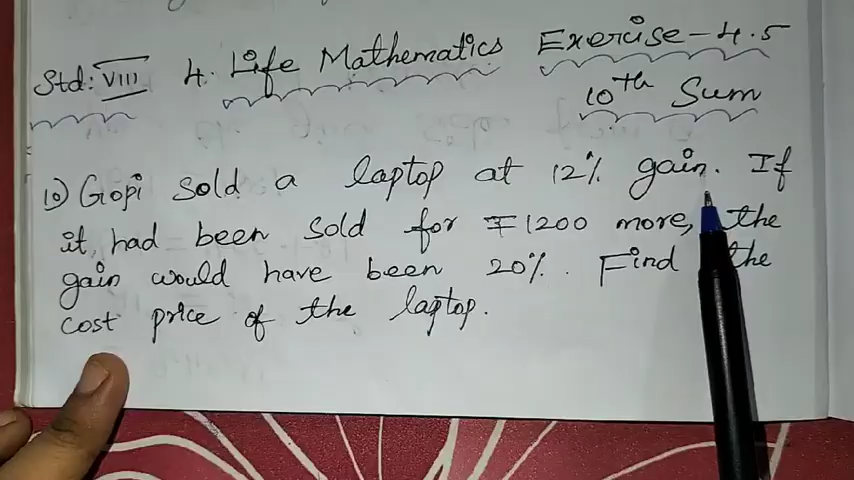 Std: VIII 4. Life Mathematics Exercise-4.5
10th Sum
10) Gopi sold a laptop at 12% gain. If
it had been sold for ₹1200 more, the
gain would have been 20%. Find the
cost price of the laptop.